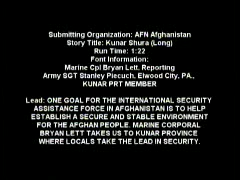 Submitting Organization: AFN Afghanistan
Story Title: Kunar Shura (Long)
Run Time: 1:22
Font Information:
Marine Cpl Bryan Lett, Reporting
Army SGT Stanley Piecuch, Elwood City, PA.,
KUNAR PRT MEMBER
Lead: ONE GOAL FOR THE INTERNATIONAL SECURITY
ASSISTANCE FORCE IN AFGHANISTAN IS TO HELP
ESTABLISH A SECURE AND STABLE ENVIRONMENT
FOR THE AFGHAN PEOPLE. MARINE CORPORAL
BRYAN LETT TAKES US TO KUNAR PROVINCE
WHERE LOCALS TAKE THE LEAD IN SECURITY.